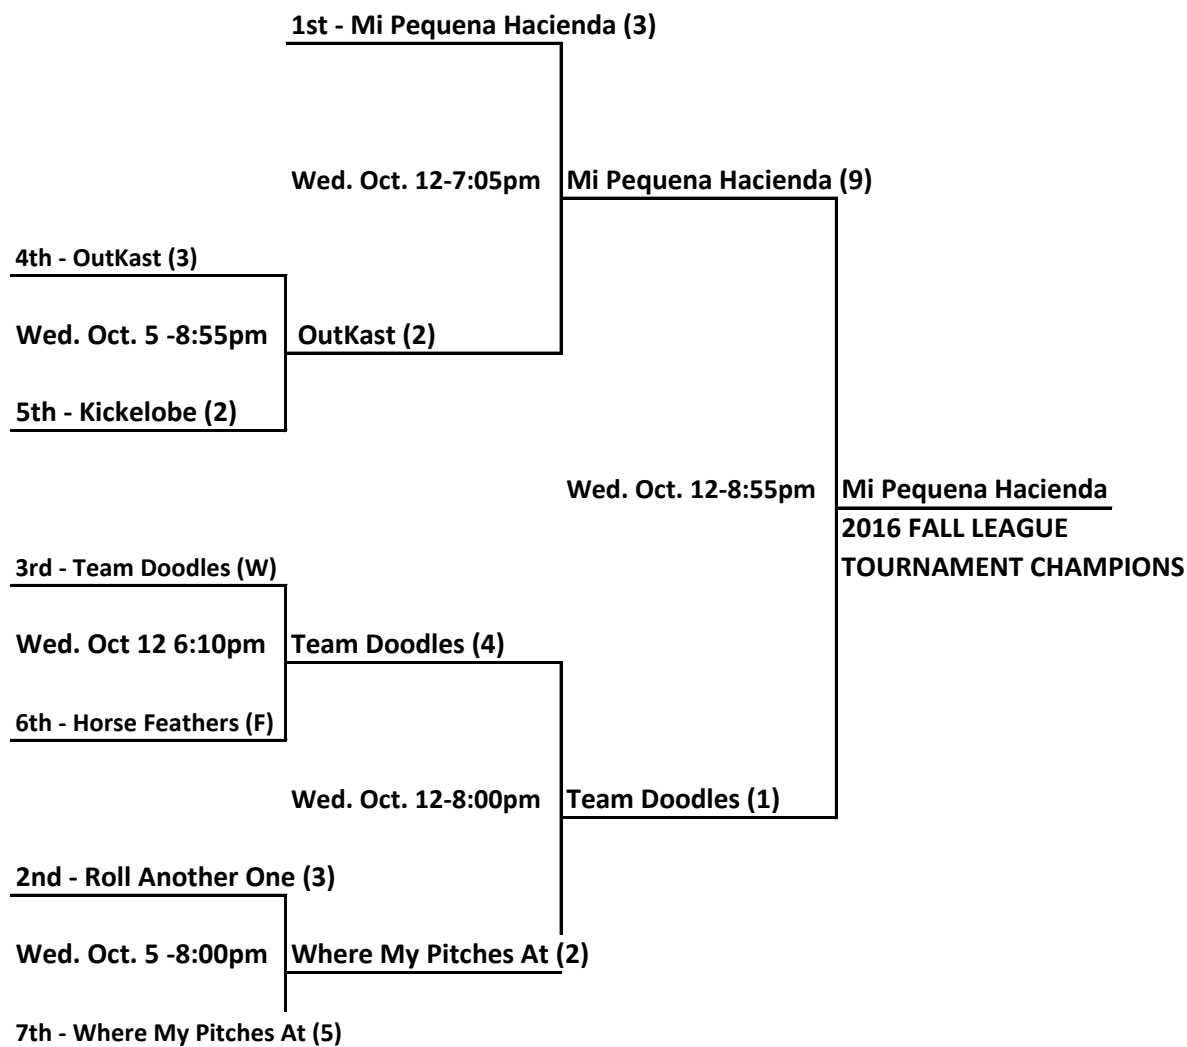 1st - Mi Pequena Hacienda (3)
Wed. Oct. 12-7:05pm
Mi Pequena Hacienda (9)
4th - OutKast (3)
Wed. Oct. 5 -8:55pm
OutKast (2)
5th - Kickelobe (2)
Wed. Oct. 12-8:55pm
Mi Pequena Hacienda
2016 FALL LEAGUE
TOURNAMENT CHAMPIONS
3rd - Team Doodles (W)
Wed. Oct 12 6:10pm
Team Doodles (4)
6th - Horse Feathers (F)
Wed. Oct. 12-8:00pm
Team Doodles (1)
2nd - Roll Another One (3)
Wed. Oct. 5 -8:00pm
Where My Pitches At (2)
7th - Where My Pitches At (5)